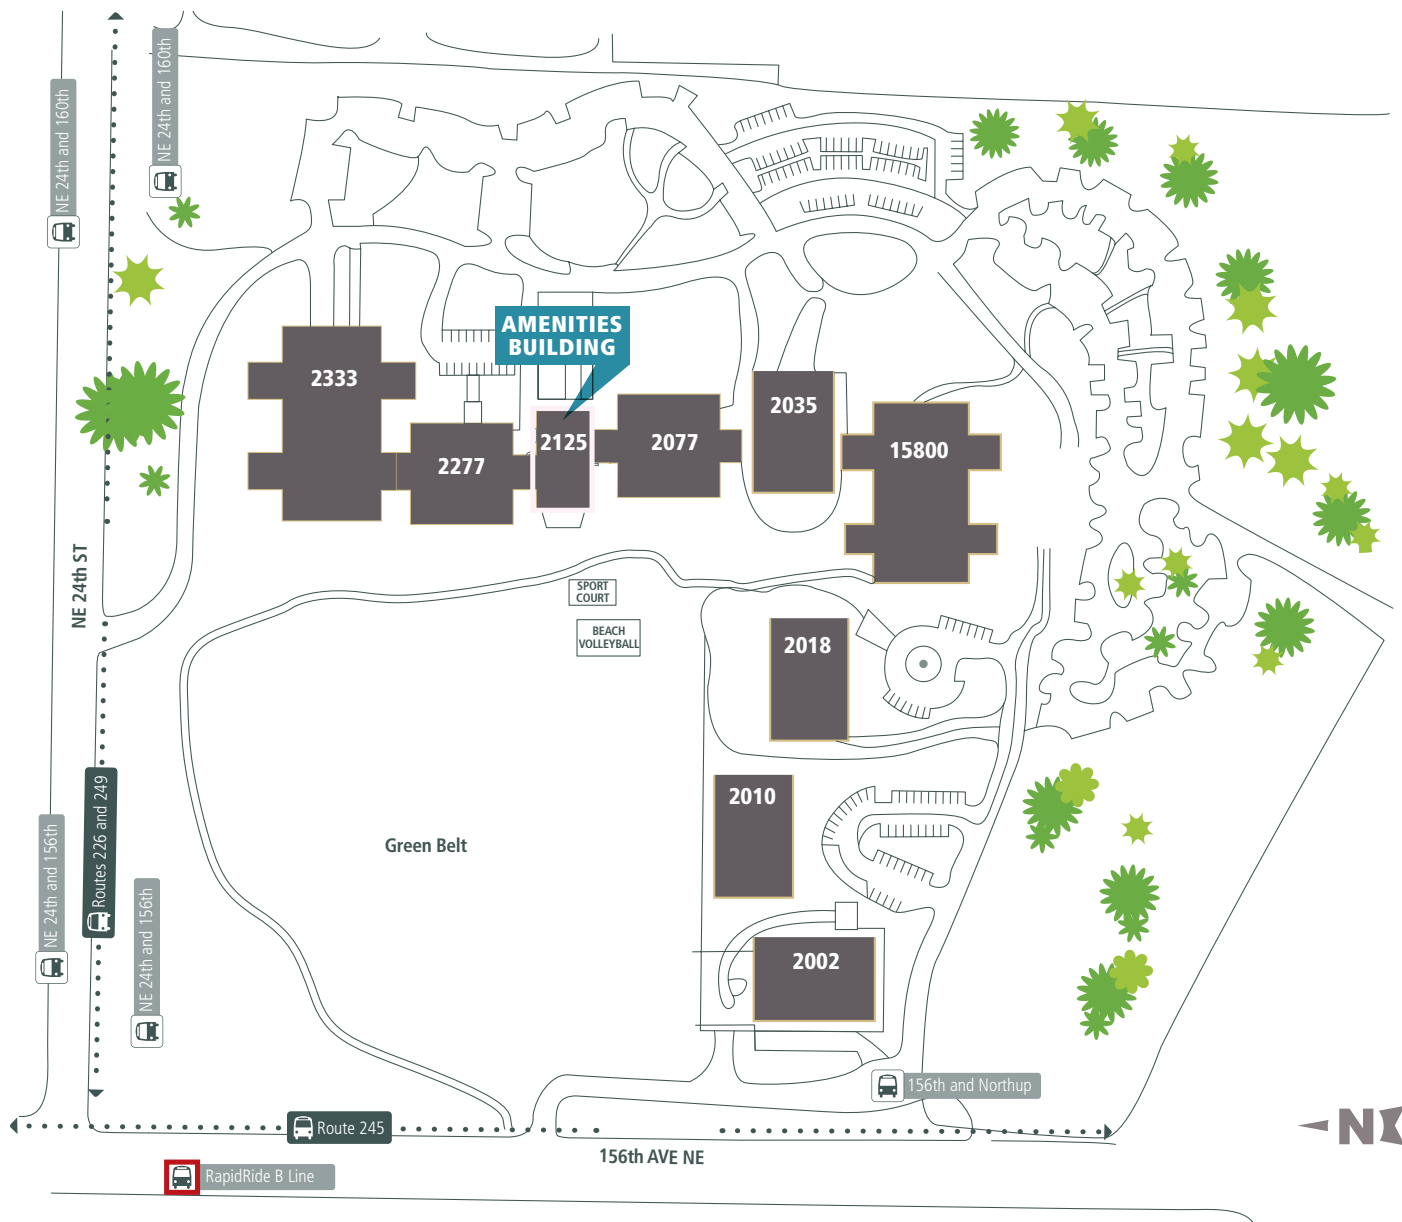 NE 24th and 160th
NE 24th and 160th
AMENITIES
BUILDING
2333
2277
2125
2077
2035
15800
NE 24th ST
SPORT
COURT
BEACH
VOLLEYBALL
2018
2010
Green Belt
Routes 226 and 249
NE 24th and 156th
NE 24th and 156th
2002
156th and Northup
Route 245
156th AVE NE
RapidRide B Line
N